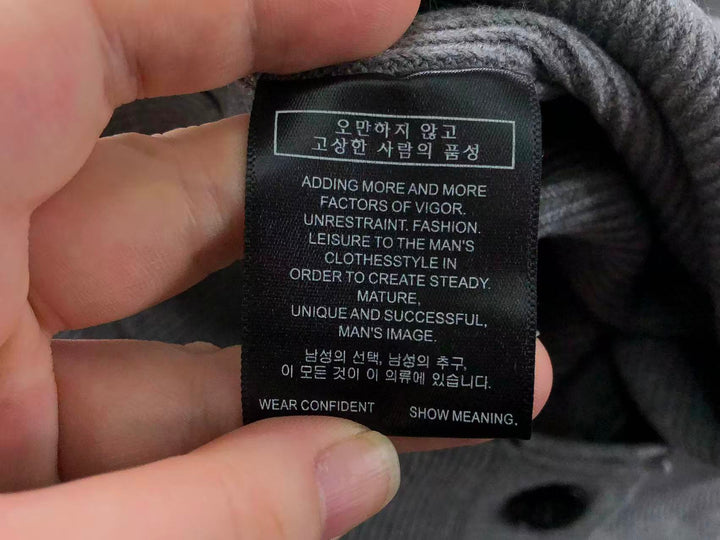 오만하지 않고
고상한 사람의 품성
ADDING MORE AND MORE
FACTORS OF VIGOR.
UNRESTRAINT. FASHION.
LEISURE TO THE MAN'S
CLOTHESSTYLE IN
ORDER TO CREATE STEADY.
MATURE,
UNIQUE AND SUCCESSFUL,
MAN'S IMAGE.
남성의 선택, 남성의 추구,
이 모든 것이 이 의류에 있습니다.
WEAR CONFIDENT SHOW MEANING.